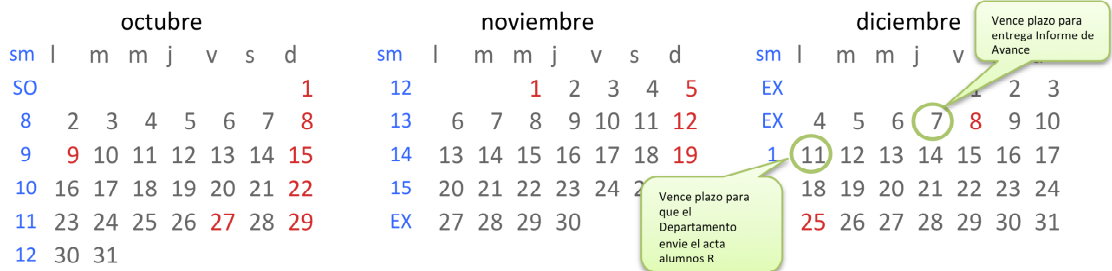 octubre
sm l m m j v s d
SO 1
8 2 3 4 5 6 7 8
9 9 10 11 12 13 14 15
10 16 17 18 19 20 21 22
11 23 24 25 26 27 28 29
12 30 31
noviembre
sm l m m j v s d
12 1 2 3 4 5
13 6 7 8 9 10 11 12
14 13 14 15 16 17 18 19
15 20 21 22 23 24
EX 27 28 29 30
diciembre
sm l m m j v
EX 1 2 3
EX 4 5 6 7 8 9 10
1 11 12 13 14 15 16 17
18 19 20 21 22 23 24
25 26 27 28 29 30 31
Vence plazo para
entrega Informe de
Avance
Vence plazo para
que el
Departamento
envie el acta
alumnos R